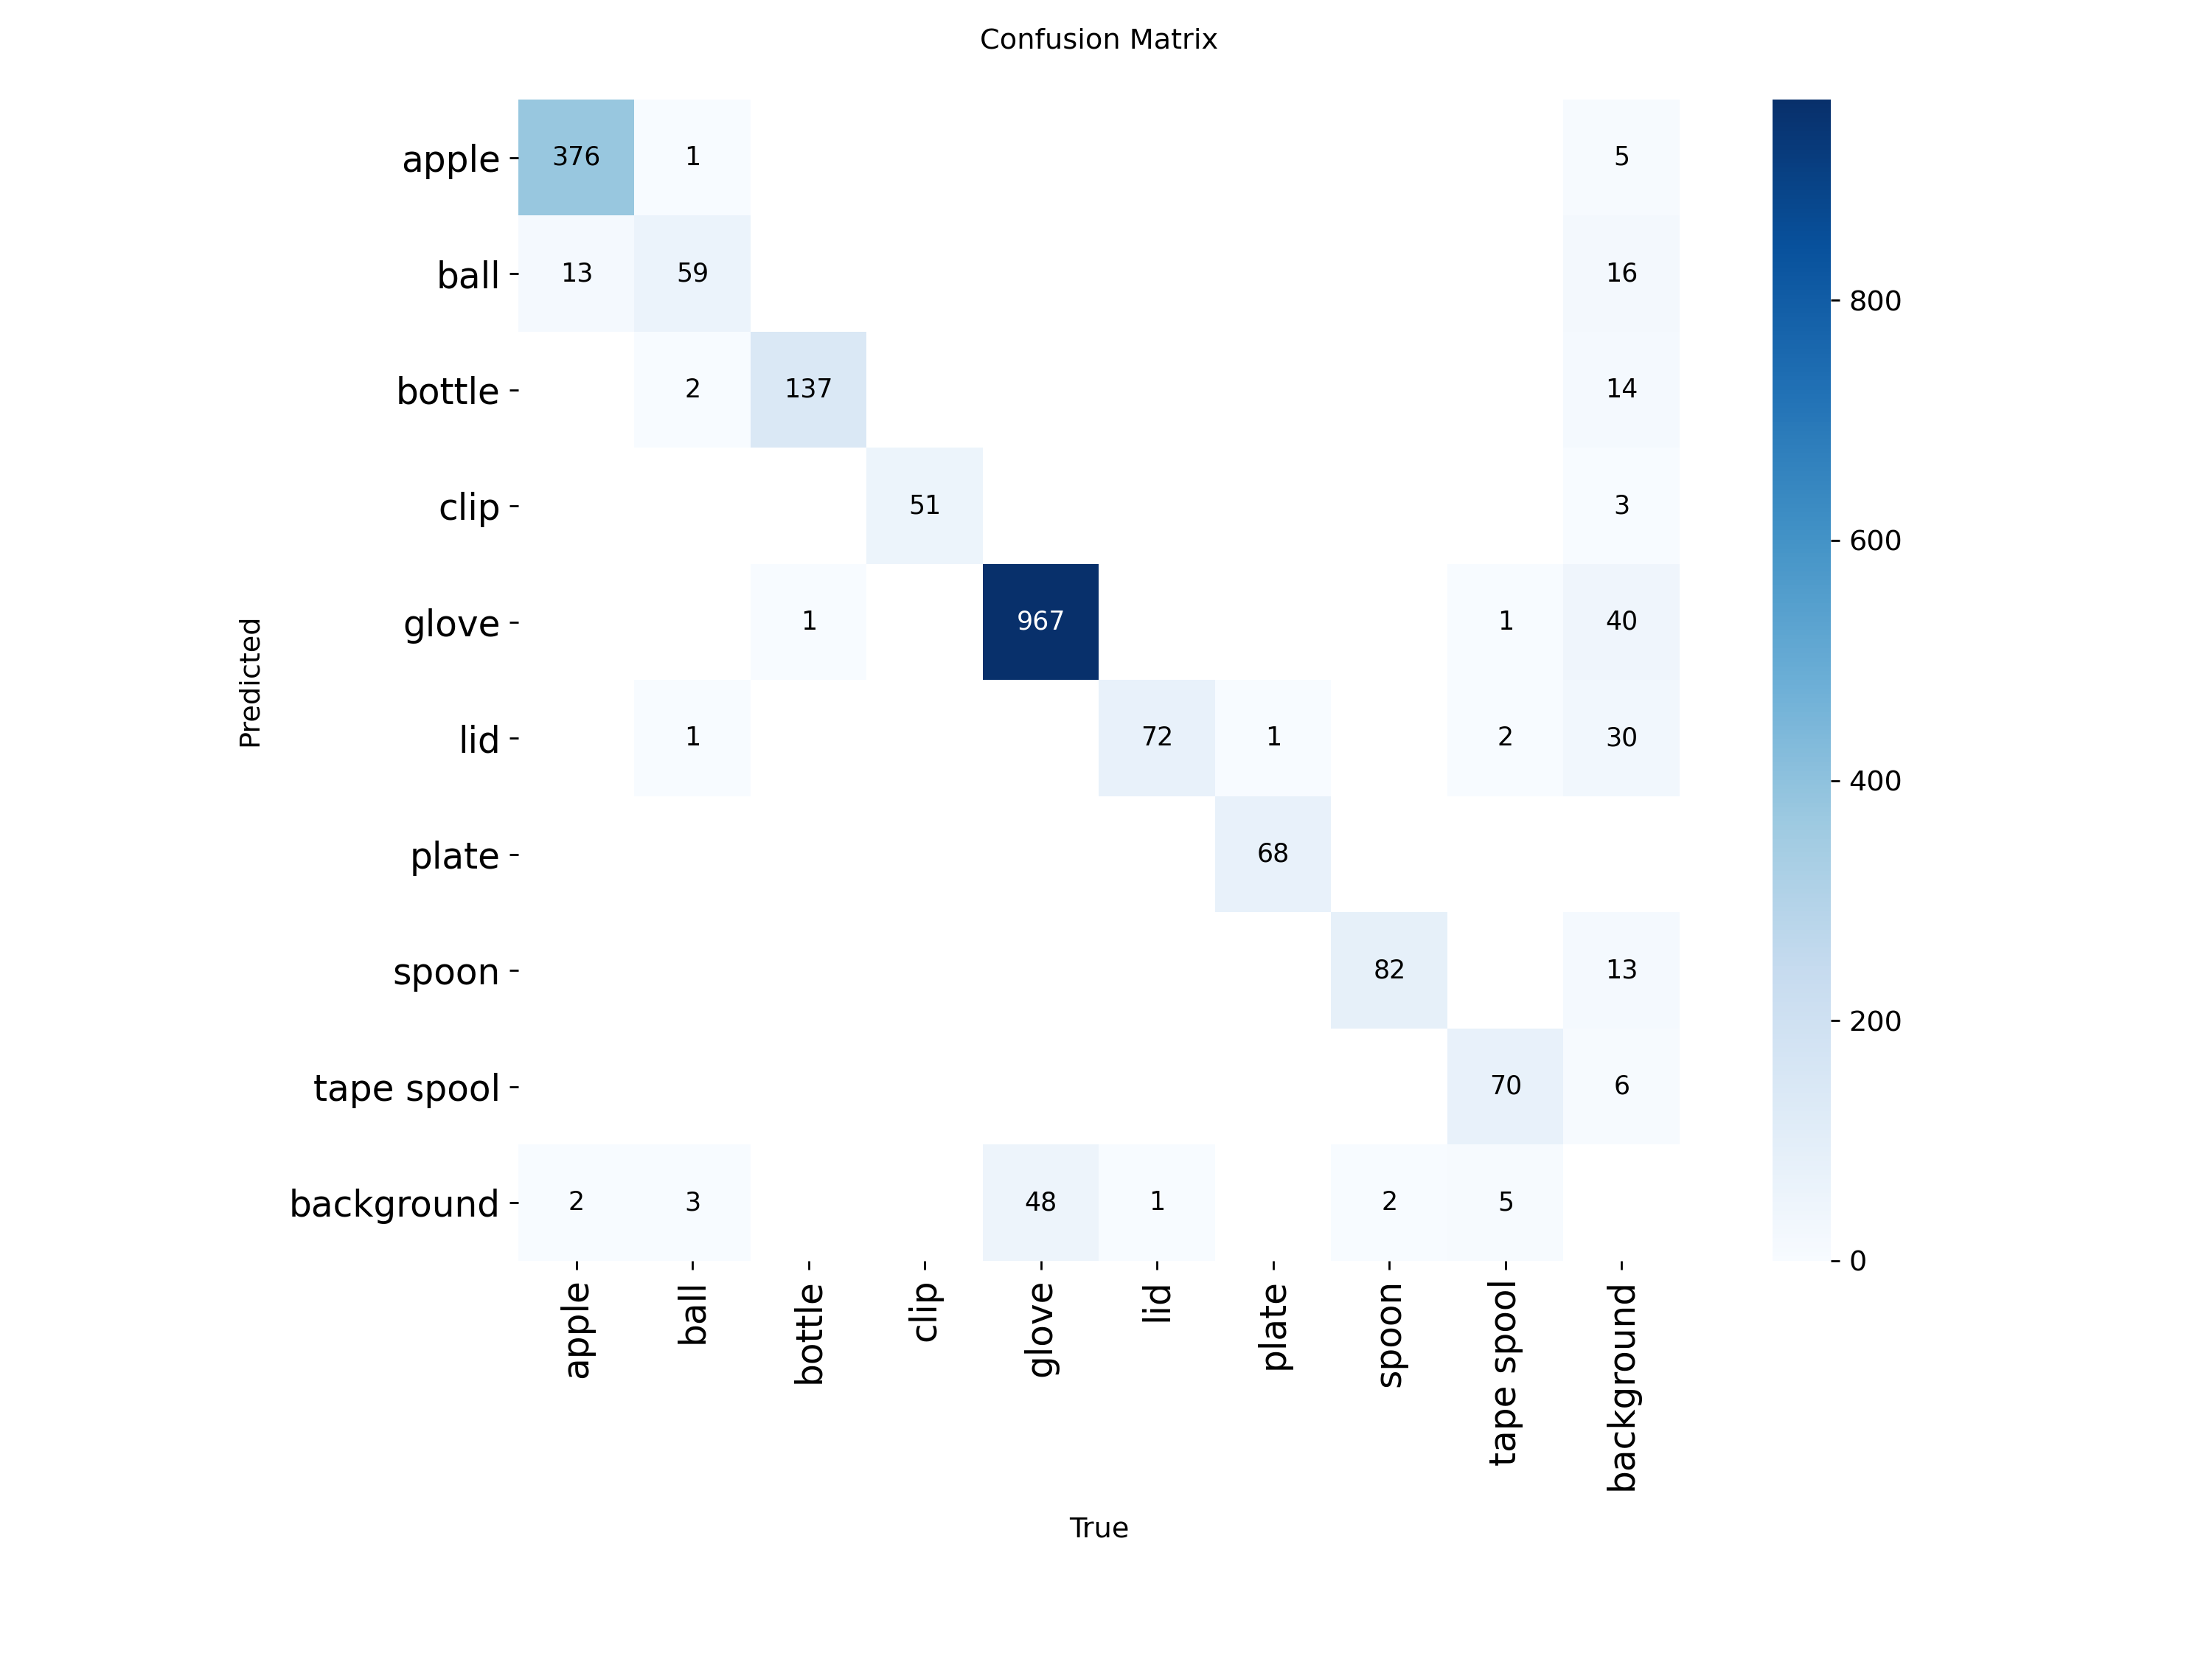 Confusion Matrix
apple 376 1 5
ball 13 59 16
bottle 2 137 14
clip 51 3
glove 1 967 1 40
lid 1 72 1 2 30
plate 68
spoon 82 13
tape spool 70 6
background 2 3 48 1 2 5
apple ball bottle clip glove lid plate spoon tape spool background
Predicted
True
800
600
400
200
0